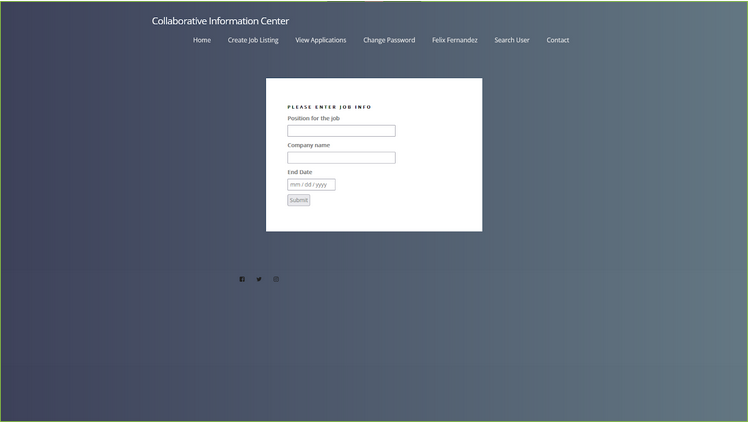 Collaborative Information Center
Home Create Job Listing View Applications Change Password Felix Fernandez Search User Contact
PLEASE ENTER JOB INFO
Position for the job
Company name
End Date
mm / dd / yyyy
Submit